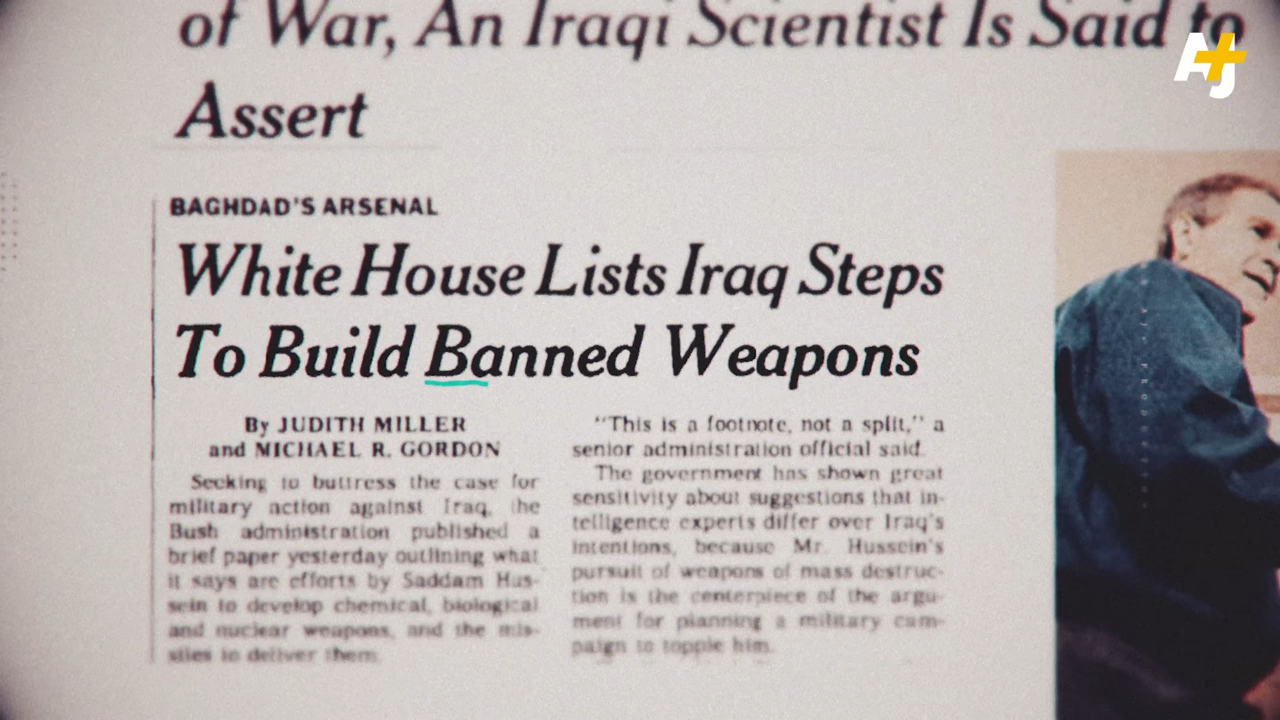 of War, An Iraqi Scientist Is Said to
Assert
AJ+
BAGHDAD'S ARSENAL
White House Lists Iraq Steps
To Build Banned Weapons
By JUDITH MILLER
and MICHAEL R. GORDON
Seeking to buttress the case for
military action against Iraq, the
Bush administration published a
brief paper yesterday outlining what
it says are efforts by Saddam Hus-
sein to develop chemical, biological
and nuclear weapons, and the mis-
siles to deliver them.
"This is a footnote, not a split," a
senior administration official said.
The government has shown great
sensitivity about suggestions that in-
telligence experts differ over Iraq's
intentions, because Mr. Hussein's
pursuit of weapons of mass destruc-
tion is the centerpiece of the argu-
ment for planning a military cam-
paign to topple him.